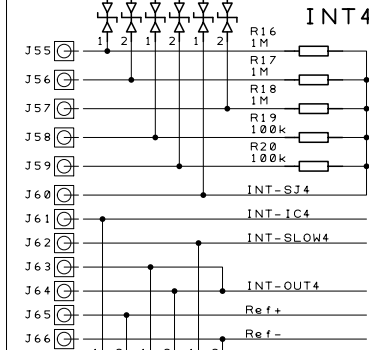 INT4
R16
J55 1 2 1 2 1 2 1M
R17
J56 1M
R18
J57 1M
R19
J58 100k
R20
J59 100k
J60 INT-SJ4
J61 INT-IC4
J62 INT-SLOW4
J63
J64 INT-OUT4
J65 Ref+
J66 Ref-